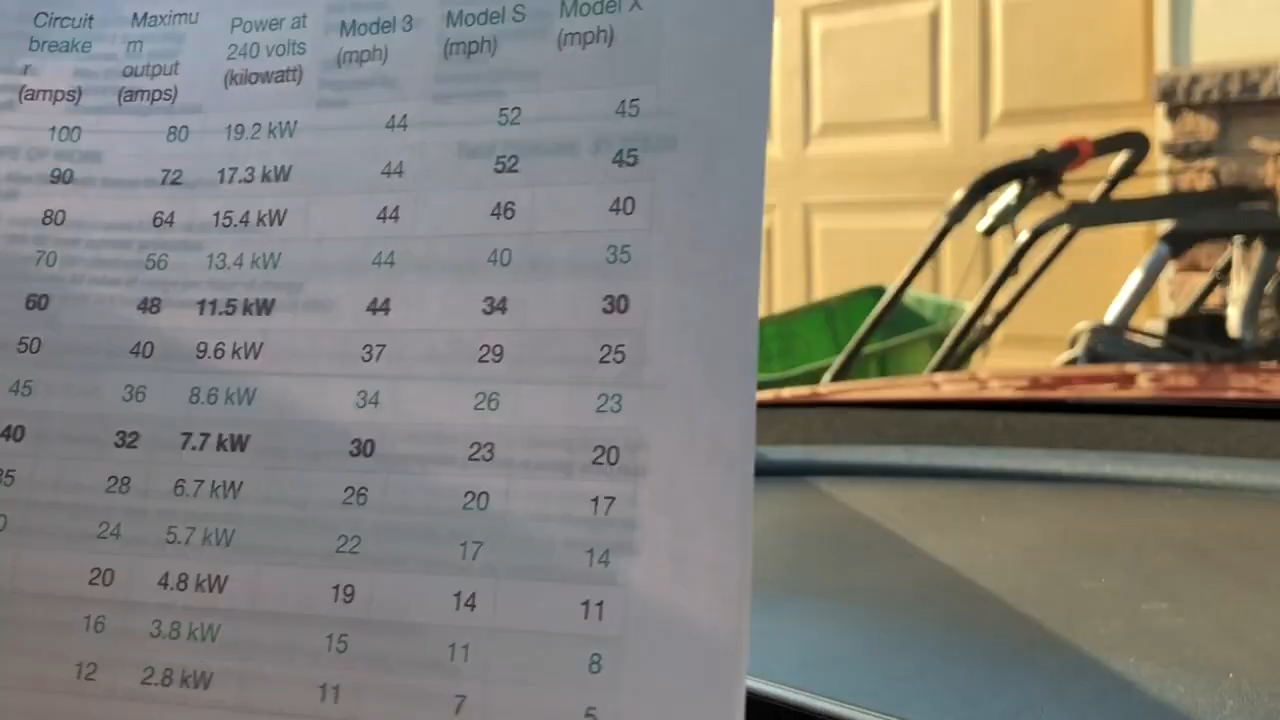 Circuit breake r (amps) Maximu m output (amps) Power at 240 volts (kilowatt) Model 3 (mph) Model S (mph) Model X (mph)
100 80 19.2 kW 44 52 45
90 72 17.3 kW 44 52 45
80 64 15.4 kW 44 46 40
70 56 13.4 kW 44 40 35
60 48 11.5 kW 44 34 30
50 40 9.6 kW 37 29 25
45 36 8.6 kW 34 26 23
40 32 7.7 kW 30 23 20
35 28 6.7 kW 26 20 17
24 5.7 kW 22 17 14
20 4.8 kW 19 14 11
16 3.8 kW 15 11 8
12 2.8 kW 11 7 5